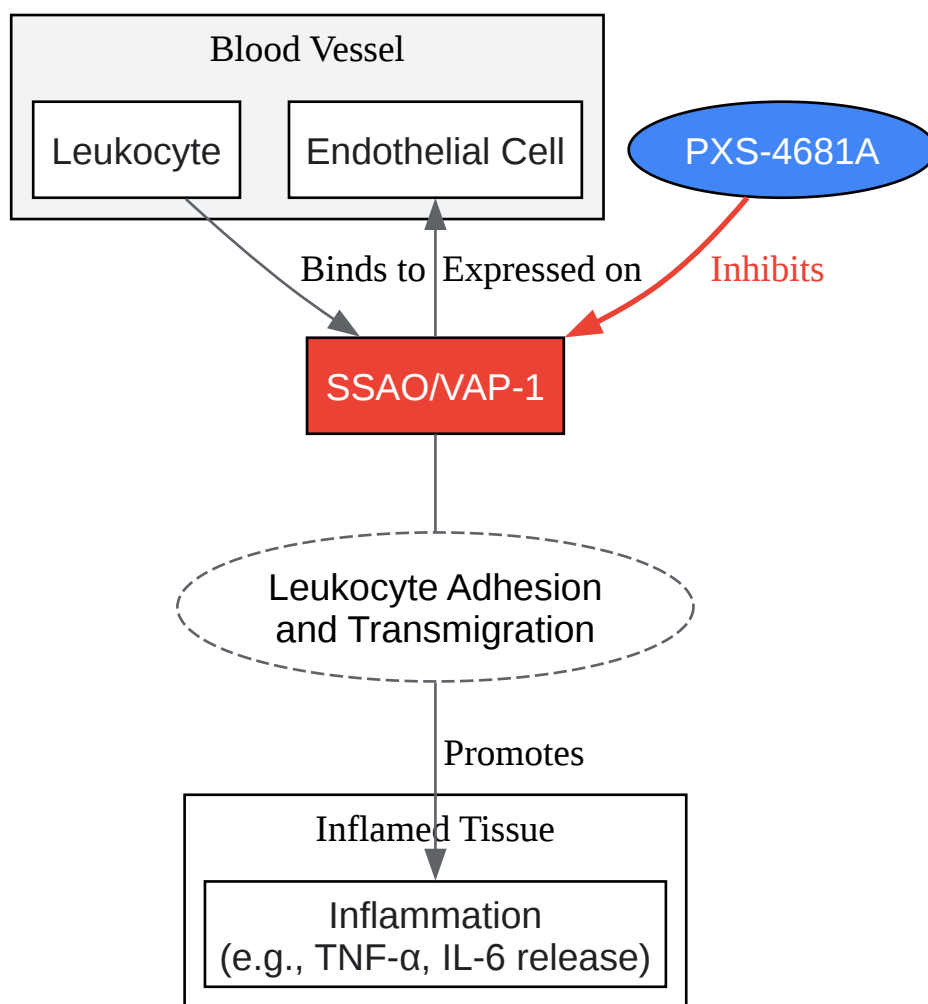 Blood Vessel
Leukocyte
Endothelial Cell
PXS-4681A
Binds to
Expressed on
Inhibits
SSAO/VAP-1
Leukocyte Adhesion
and Transmigration
Promotes
Inflamed Tissue
Inflammation
(e.g., TNF-α, IL-6 release)